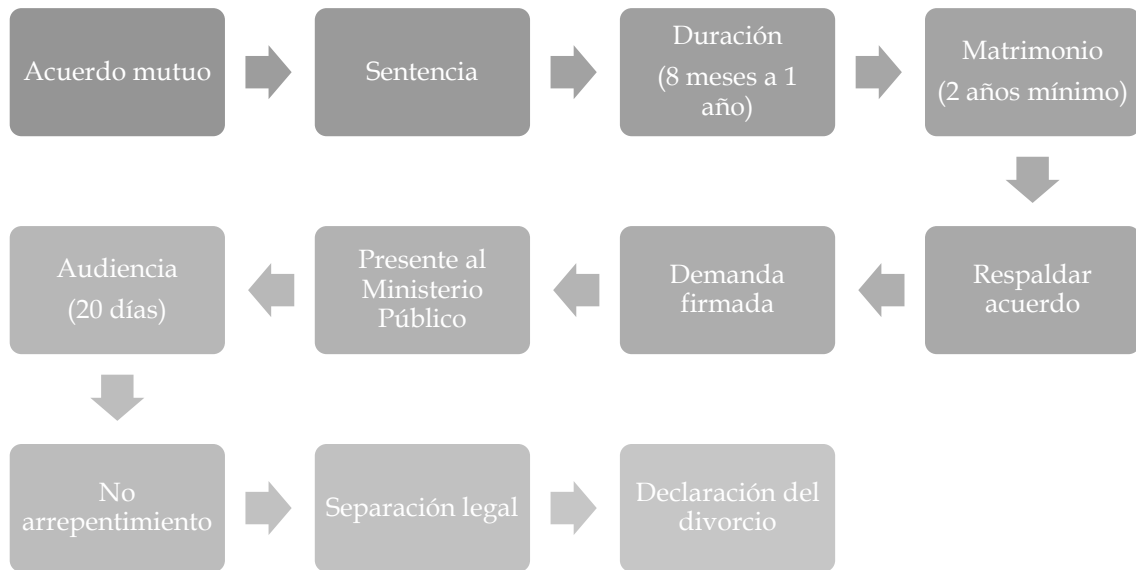 Acuerdo mutuo
Sentencia
Duración
(8 meses a 1
año)
Matrimonio
(2 años mínimo)
Respaldar
acuerdo
Demanda
firmada
Presente al
Ministerio
Público
Audiencia
(20 días)
No
arrepentimiento
Separación legal
Declaración del
divorcio